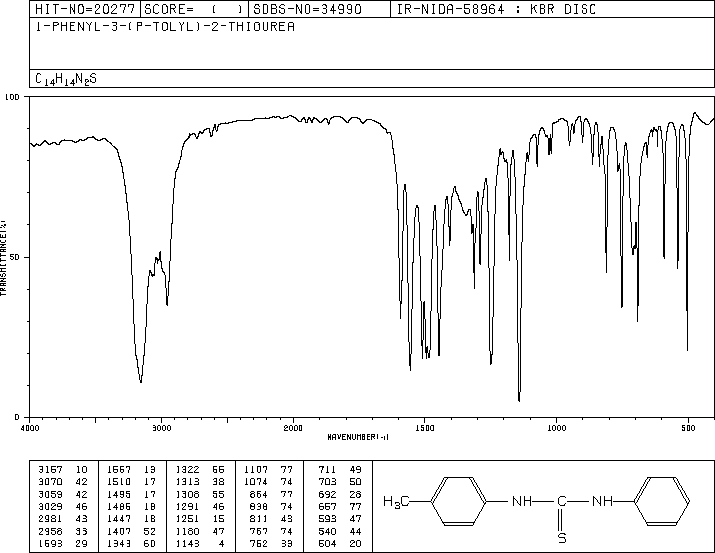 HIT-NO=20277 SCORE= ( ) SDBS-NO=34990 IR-NIDA-58964 : KBR DISC
1-PHENYL-3-(P-TOLYL)-2-THIOUREA
C14H14N2S
100
50
0
TRANSMITTANCE(%)
4000 3000 2000 1500 1000 500
WAVENUMBER(-1)
3167 10 1567 13 1322 66 1107 77 711 49
3070 42 1510 17 1313 38 1074 74 703 50
3059 42 1495 17 1308 55 864 77 692 28
3029 46 1486 18 1291 46 838 74 657 77
2981 43 1447 18 1251 15 811 43 593 47
2958 33 1407 52 1180 47 767 74 540 44
1593 29 1343 60 1143 4 752 33 504 20
H3C NH C NH
S